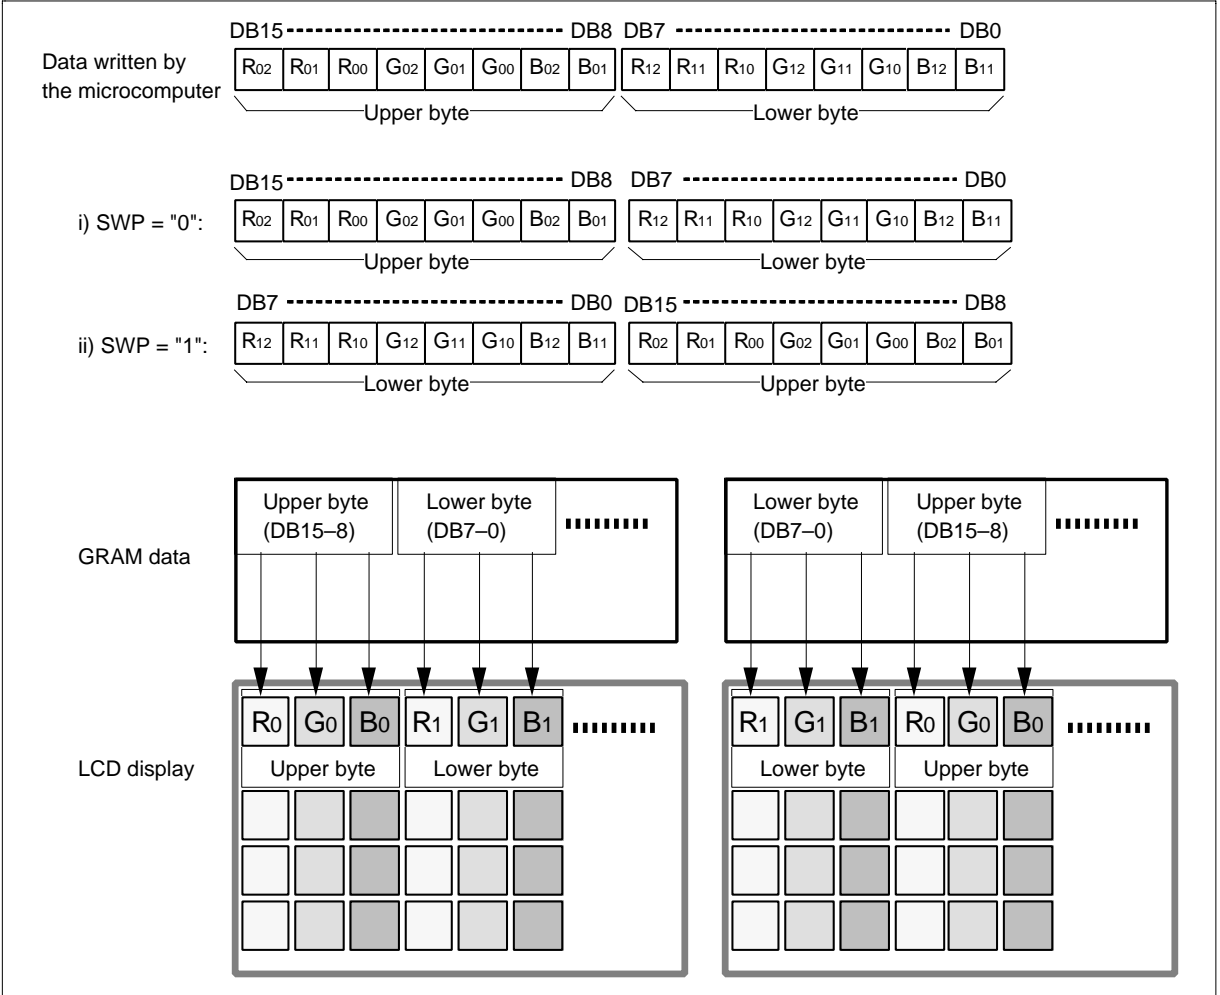 DB15 DB8 DB7 DB0
Data written by
the microcomputer
R02 R01 R00 G02 G01 G00 B02 B01 R12 R11 R10 G12 G11 G10 B12 B11
Upper byte Lower byte
DB15 DB8 DB7 DB0
i) SWP = "0":
R02 R01 R00 G02 G01 G00 B02 B01 R12 R11 R10 G12 G11 G10 B12 B11
Upper byte Lower byte
DB7 DB0 DB15 DB8
ii) SWP = "1":
R12 R11 R10 G12 G11 G10 B12 B11 R02 R01 R00 G02 G01 G00 B02 B01
Lower byte Upper byte
Upper byte Lower byte Lower byte Upper byte
(DB15–8) (DB7–0) (DB7–0) (DB15–8)
GRAM data
R0 G0 B0 R1 G1 B1 R1 G1 B1 R0 G0 B0
LCD display
Upper byte Lower byte Lower byte Upper byte